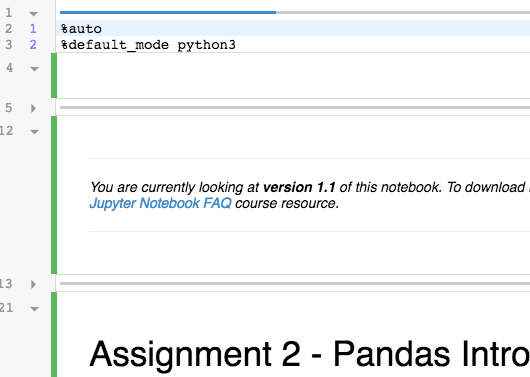 1
2 1 %auto
3 2 %default_mode python3
4
5
12
You are currently looking at version 1.1 of this notebook. To download
Jupyter Notebook FAQ course resource.
13
21
Assignment 2 - Pandas Intro